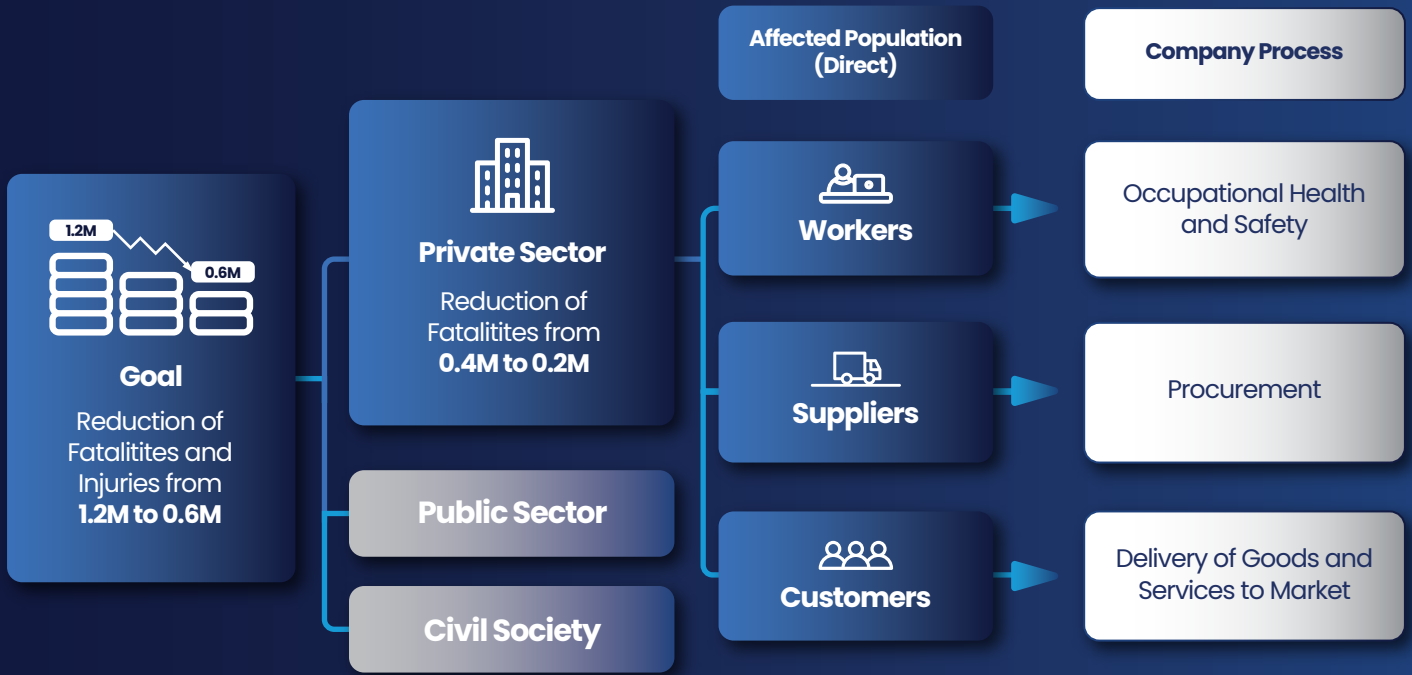 1.2M
0.6M
Goal
Reduction of
Fatalitites and
Injuries from
1.2M to 0.6M
Private Sector
Reduction of
Fatalitites from
0.4M to 0.2M
Public Sector
Civil Society
Affected Population
(Direct)
Workers
Suppliers
Customers
Company Process
Occupational Health
and Safety
Procurement
Delivery of Goods and
Services to Market